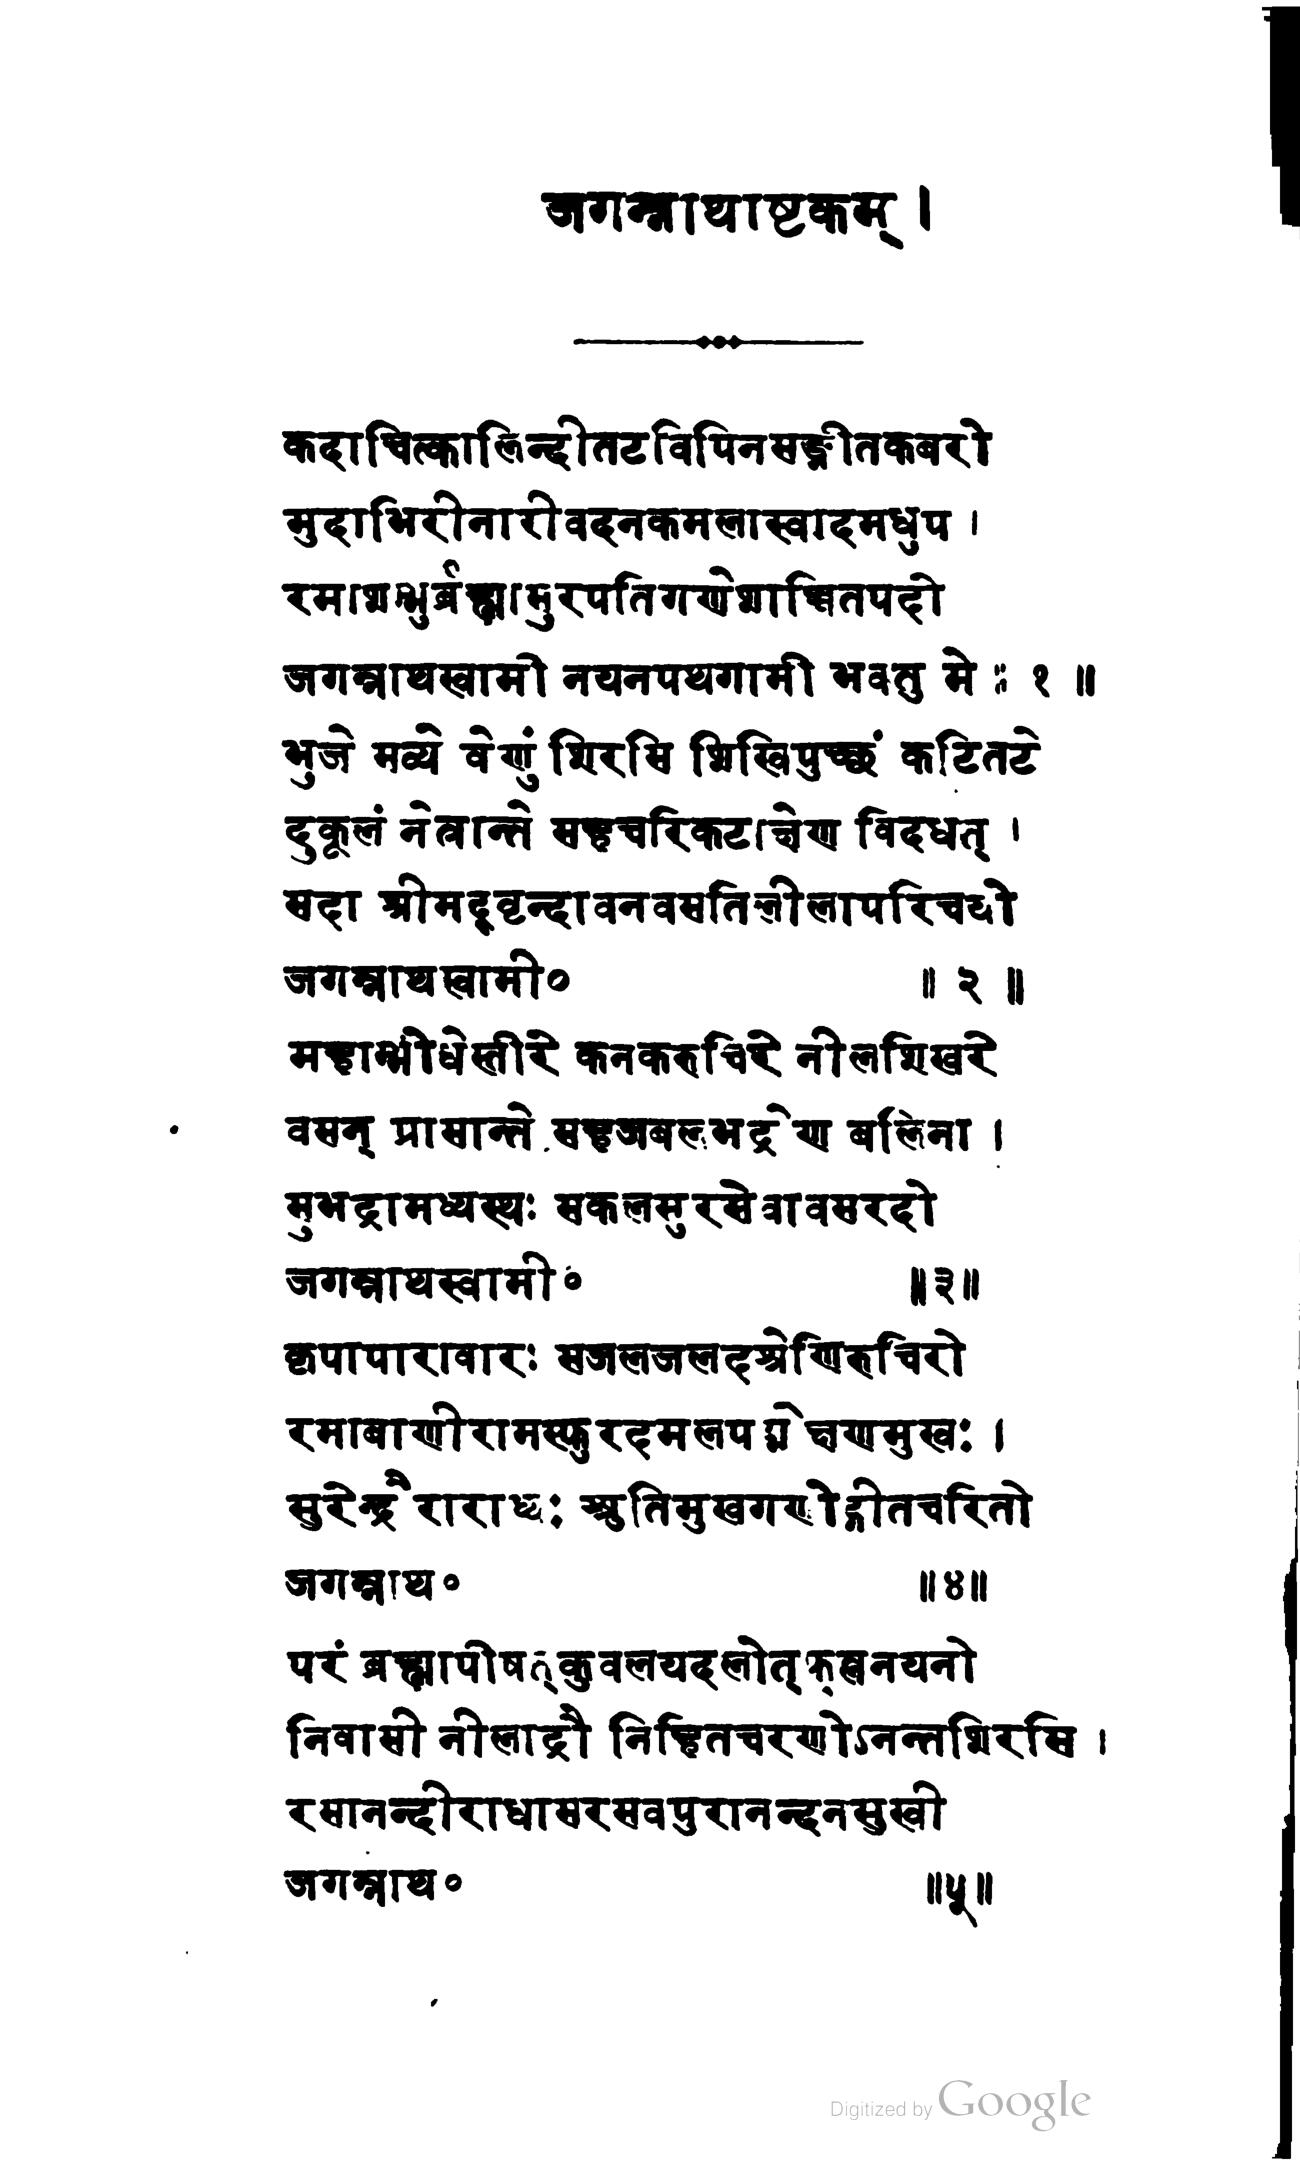 जगन्नाथाष्टकम् ।
कदाचित्कालिन्दीतटविपिनसङ्गीतकबरो
मुदाभिरीनारीवदनकमलास्वादमधुप ।
रमाशम्भुर्ब्रह्मामुरपतिगणेशार्च्चितपदो
जगन्नाथस्वामी नयनपथगामी भवतु मे ॥ १ ॥
भुजे मव्ये वेणुं शिरसि शिखिपुच्छं कटितटे
दुकूलं नेत्रान्ते सहचरिकटाक्षेण विदधत् ।
सदा श्रीमद्वृन्दावनवसतिलीलापरिचयो
जगन्नाथस्वामी० ॥ २ ॥
महाम्भोधेस्तीरे कनकरुचिरे नीलशिखरे
वसन् प्रासान्ते सहजबलभद्रेण बलिना ।
मुभद्रामध्यस्थः सकलसुरसेवावसरदो
जगन्नाथस्वामी० ॥३॥
कृपापारावारः सजलजलदश्रेणिरुचिरो
रमाबाणीरामस्फुरदमलपद्मेक्षणमुखः ।
सुरेन्द्रैराराध्यः श्रुतिमुखगणोद्गीतचरितो
जगन्नाथ० ॥४॥
परं ब्रह्मापीषत्कुवलयदलोत्फुल्लनयनो
निवासी नीलाद्रौ निहितचरणोऽनन्तशिरसि ।
रसानन्दीराधासरसवपुरानन्दनसुखी
जगन्नाथ० ॥५॥
Digitized by Google